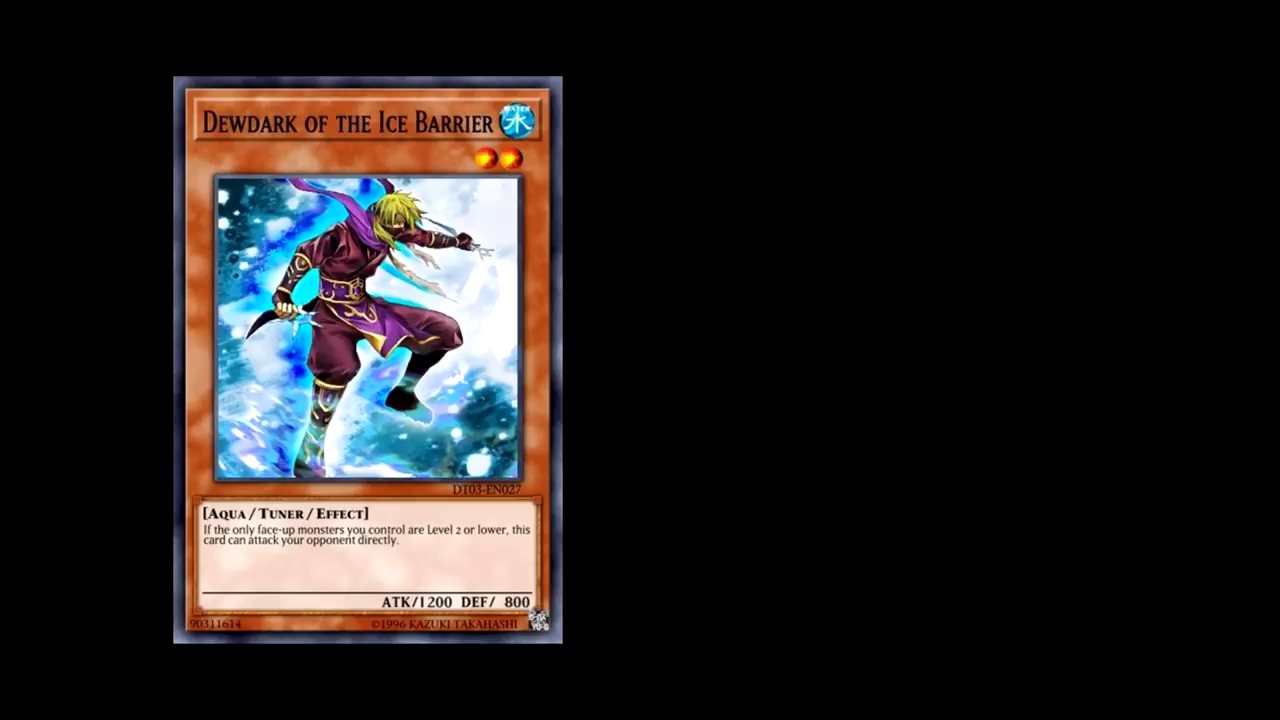 DEWDARK OF THE ICE BARRIER
WATER
水
DT03-EN027
[AQUA / TUNER / EFFECT]
If the only face-up monsters you control are Level 2 or lower, this
card can attack your opponent directly.
ATK/1200 DEF/ 800
90311614 ©1996 KAZUKI TAKAHASHI